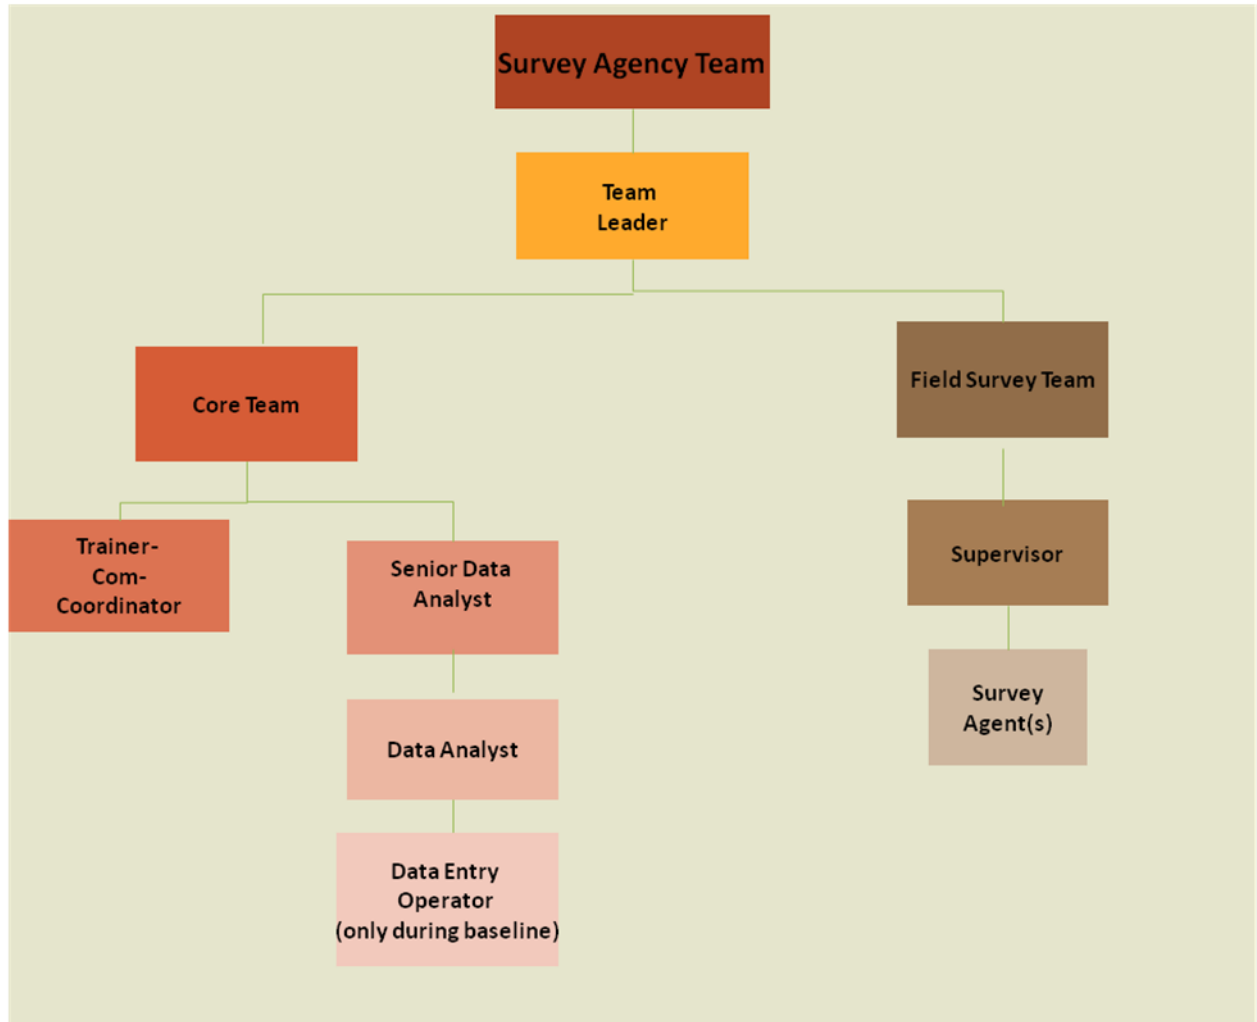 Survey Agency Team
Team
Leader
Core Team
Field Survey Team
Trainer-
Com-
Coordinator
Senior Data
Analyst
Supervisor
Data Analyst
Survey
Agent(s)
Data Entry
Operator
(only during baseline)